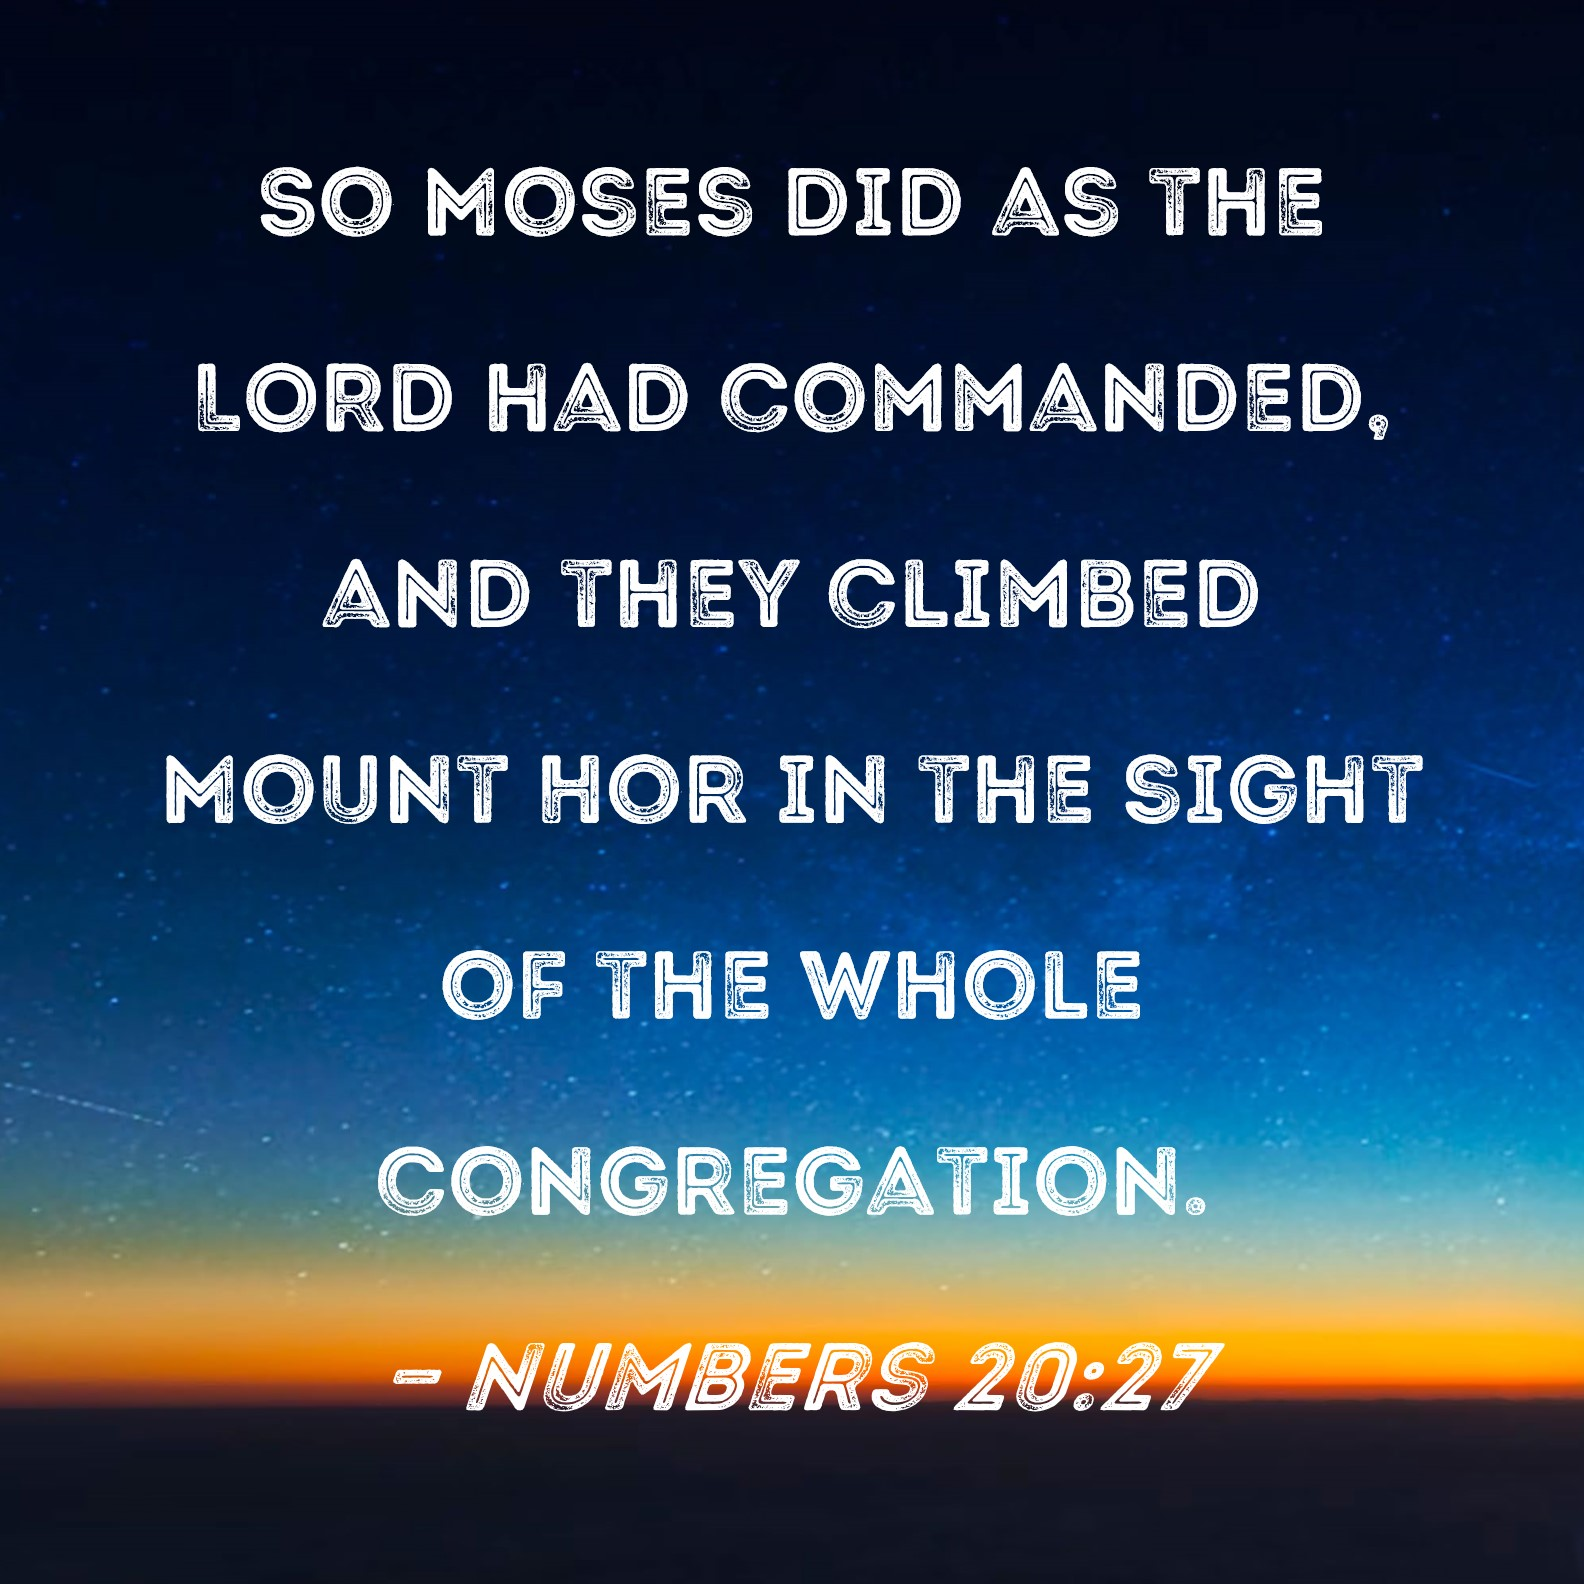 SO MOSES DID AS THE
LORD HAD COMMANDED,
AND THEY CLIMBED
MOUNT HOR IN THE SIGHT
OF THE WHOLE
CONGREGATION.
- NUMBERS 20:27